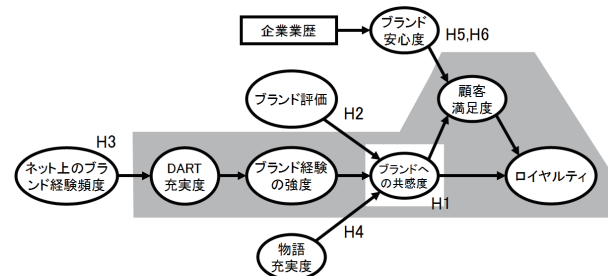 企業業歴
ブランド
安心度
H5,H6
顧客
満足度
ブランド評価
H2
H3
ネット上のブラ
ンド経験頻度
DART
充実度
ブランド経験
の強度
ブランドへ
の共感度
ロイヤルティ
H1
H4
物語
充実度